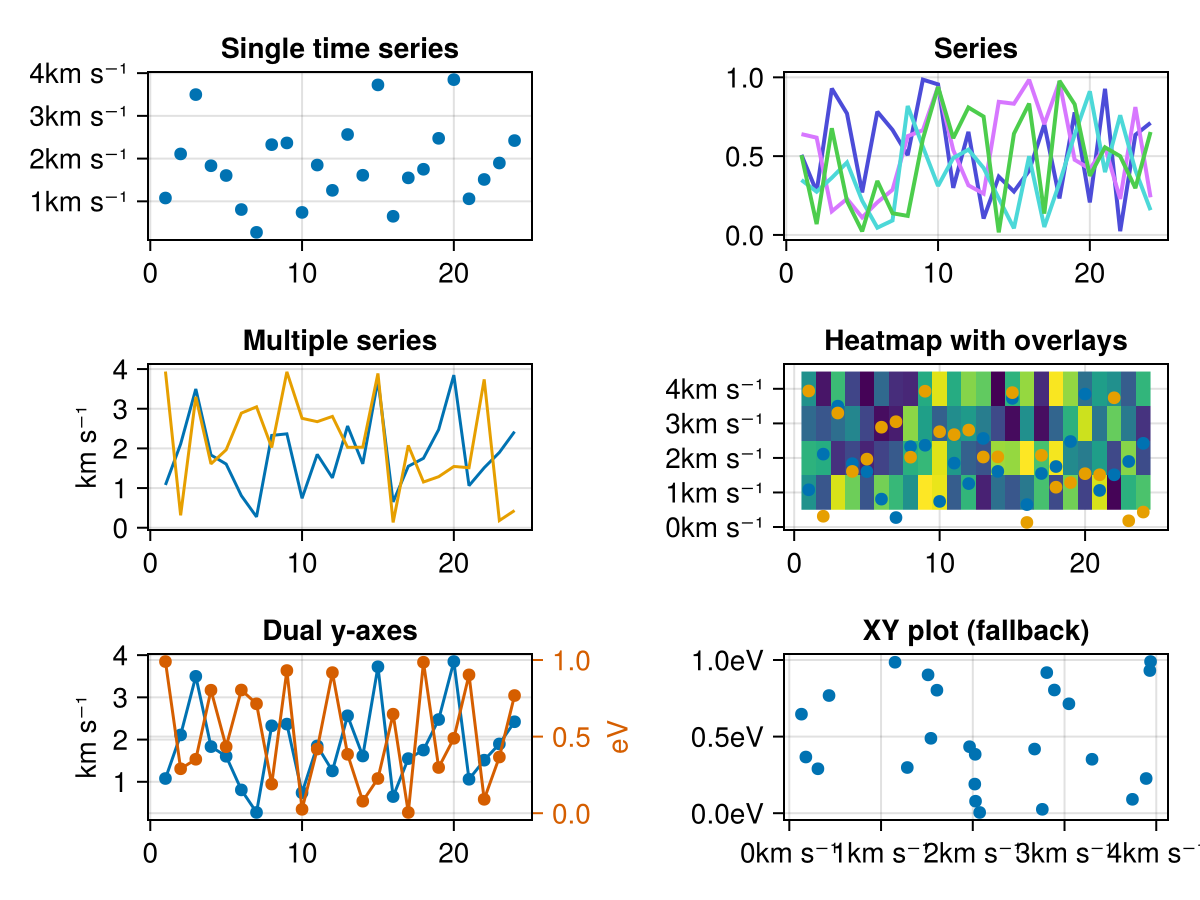 Single time series
4km s⁻¹
3km s⁻¹
2km s⁻¹
1km s⁻¹
0 10 20
Series
1.0
0.5
0.0
0 10 20
Multiple series
km s⁻¹
4
3
2
1
0
0 10 20
Heatmap with overlays
4km s⁻¹
3km s⁻¹
2km s⁻¹
1km s⁻¹
0km s⁻¹
0 10 20
Dual y-axes
km s⁻¹
4
3
2
1
1.0
0.5
0.0
eV
0 10 20
XY plot (fallback)
1.0eV
0.5eV
0.0eV
0km s⁻¹ 1km s⁻¹ 2km s⁻¹ 3km s⁻¹ 4km s⁻